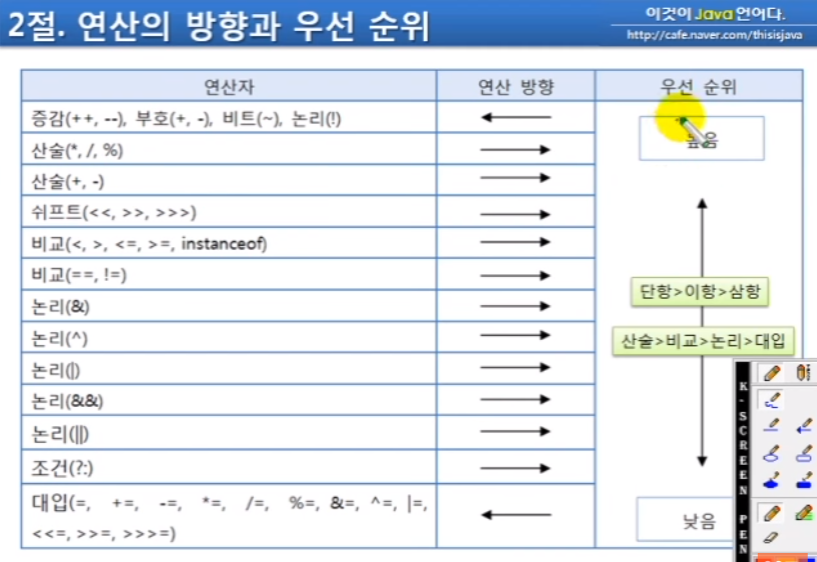 2절. 연산의 방향과 우선 순위
이것이 Java 언어다.
http://cafe.naver.com/thisisjava
연산자 연산 방향 우선 순위
증감(++, --), 부호(+, -), 비트(~), 논리(!)
높음
산술(*, /, %)
산술(+, -)
쉬프트(<<, >>, >>>)
비교(<, >, <=, >=, instanceof)
비교(==, !=)
단항>이항>삼항
논리(&)
논리(^)
산술>비교>논리>대입
논리(|)
논리(&&)
논리(||)
조건(?:)
대입(=, +=, -=, *=, /=, %=, &=, ^=, |=,
<<=, >>=, >>>=)
낮음
K-SCREEN PEN